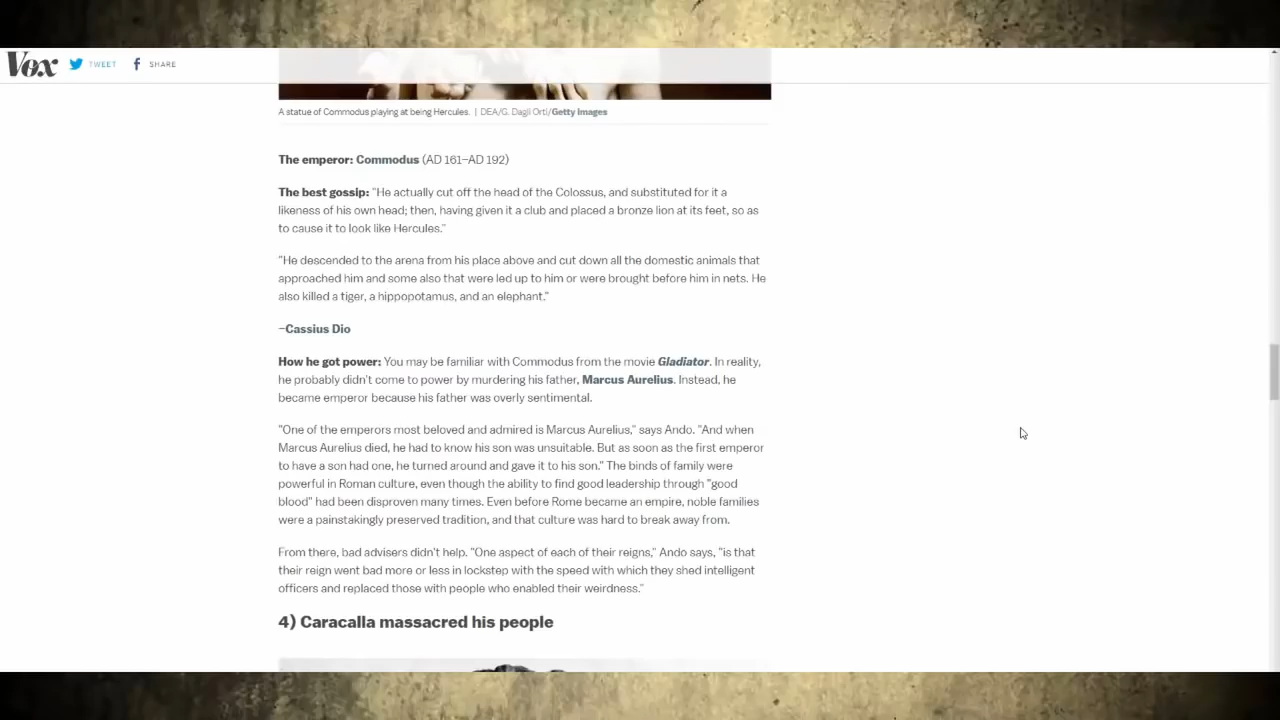 Vox TWEET SHARE
A statue of Commodus playing at being Hercules. | DEA/G. Dagli Orti/Getty Images
The emperor: Commodus (AD 161–AD 192)
The best gossip: "He actually cut off the head of the Colossus, and substituted for it a
likeness of his own head; then, having given it a club and placed a bronze lion at its feet, so as
to cause it to look like Hercules."
"He descended to the arena from his place above and cut down all the domestic animals that
approached him and some also that were led up to him or were brought before him in nets. He
also killed a tiger, a hippopotamus, and an elephant."
–Cassius Dio
How he got power: You may be familiar with Commodus from the movie Gladiator. In reality,
he probably didn't come to power by murdering his father, Marcus Aurelius. Instead, he
became emperor because his father was overly sentimental.
"One of the emperors most beloved and admired is Marcus Aurelius," says Ando. "And when
Marcus Aurelius died, he had to know his son was unsuitable. But as soon as the first emperor
to have a son had one, he turned around and gave it to his son." The binds of family were
powerful in Roman culture, even though the ability to find good leadership through "good
blood" had been disproven many times. Even before Rome became an empire, noble families
were a painstakingly preserved tradition, and that culture was hard to break away from.
From there, bad advisers didn't help. "One aspect of each of their reigns," Ando says, "is that
their reign went bad more or less in lockstep with the speed with which they shed intelligent
officers and replaced those with people who enabled their weirdness."
4) Caracalla massacred his people